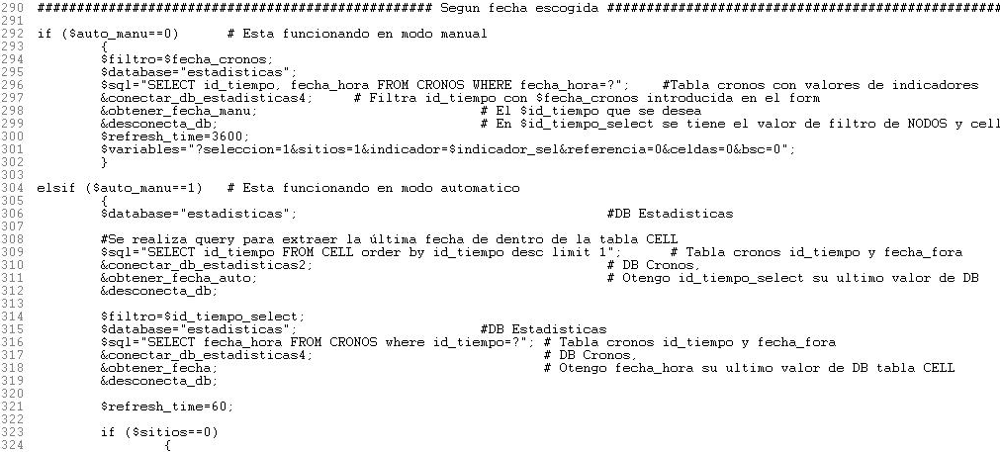 290 ################################################## Segun fecha escogida ##################################################
291
292 if ($auto_manu==0)      # Esta funcionando en modo manual
293         {
294         $filtro=$fecha_cronos;
295         $database="estadisticas";
296         $sql="SELECT id_tiempo, fecha_hora FROM CRONOS WHERE fecha_hora=?";    #Tabla cronos con valores de indicadores
297         &conectar_db_estadisticas4;     # Filtra id_tiempo con $fecha_cronos introducida en el form
298         &obtener_fecha_manu;                            # El $id_tiempo que se desea
299         &desconecta_db;                                 # En $id_tiempo_select se tiene el valor de filtro de NODOS y cell
300         $refresh_time=3600;
301         $variables="?seleccion=1&sitios=1&indicador=$indicador_sel&referencia=0&celdas=0&bsc=0";
302         }
303
304 elsif ($auto_manu==1)   # Esta funcionando en modo automatico
305         {
306         $database="estadisticas";                                       #DB Estadisticas
307
308         #Se realiza query para extraer la última fecha de dentro de la tabla CELL
309         $sql="SELECT id_tiempo FROM CELL order by id_tiempo desc limit 1";      # Tabla cronos id_tiempo y fecha_fora
310         &conectar_db_estadisticas2;                                     # DB Cronos,
311         &obtener_fecha_auto;                                            # Otengo id_tiempo_select su ultimo valor de DB
312         &desconecta_db;
313
314         $filtro=$id_tiempo_select;
315         $database="estadisticas";                       #DB Estadisticas
316         $sql="SELECT fecha_hora FROM CRONOS where id_tiempo=?"; # Tabla cronos id_tiempo y fecha_fora
317         &conectar_db_estadisticas4;                             # DB Cronos,
318         &obtener_fecha;                                         # Otengo fecha_hora su ultimo valor de DB tabla CELL
319         &desconecta_db;
320
321         $refresh_time=60;
322
323         if ($sitios==0)
324                 {